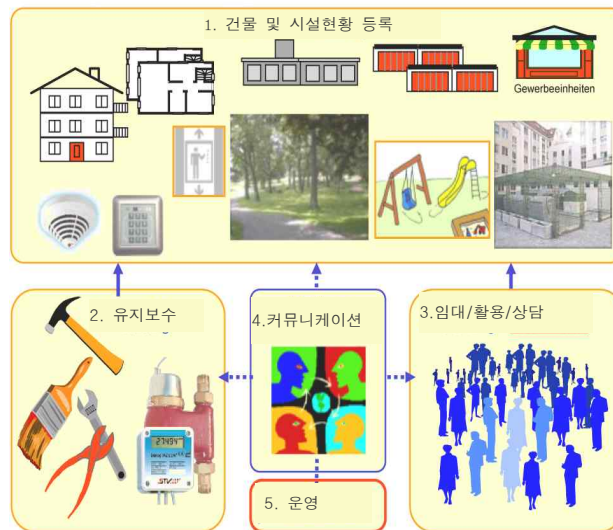 1. 건물 및 시설현황 등록
Gewerbeeinheiten
2. 유지보수
4.커뮤니케이션
3.임대/활용/상담
27494
5. 운영